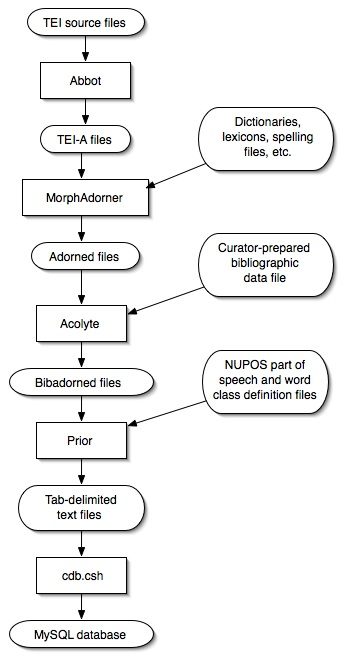 TEI source files
Abbot
TEI-A files
Dictionaries,
lexicons, spelling
files, etc.
MorphAdorner
Adorned files
Curator-prepared
bibliographic
data file
Acolyte
Bibadorned files
NUPOS part of
speech and word
class definition files
Prior
Tab-delimited
text files
cdb.csh
MySQL database